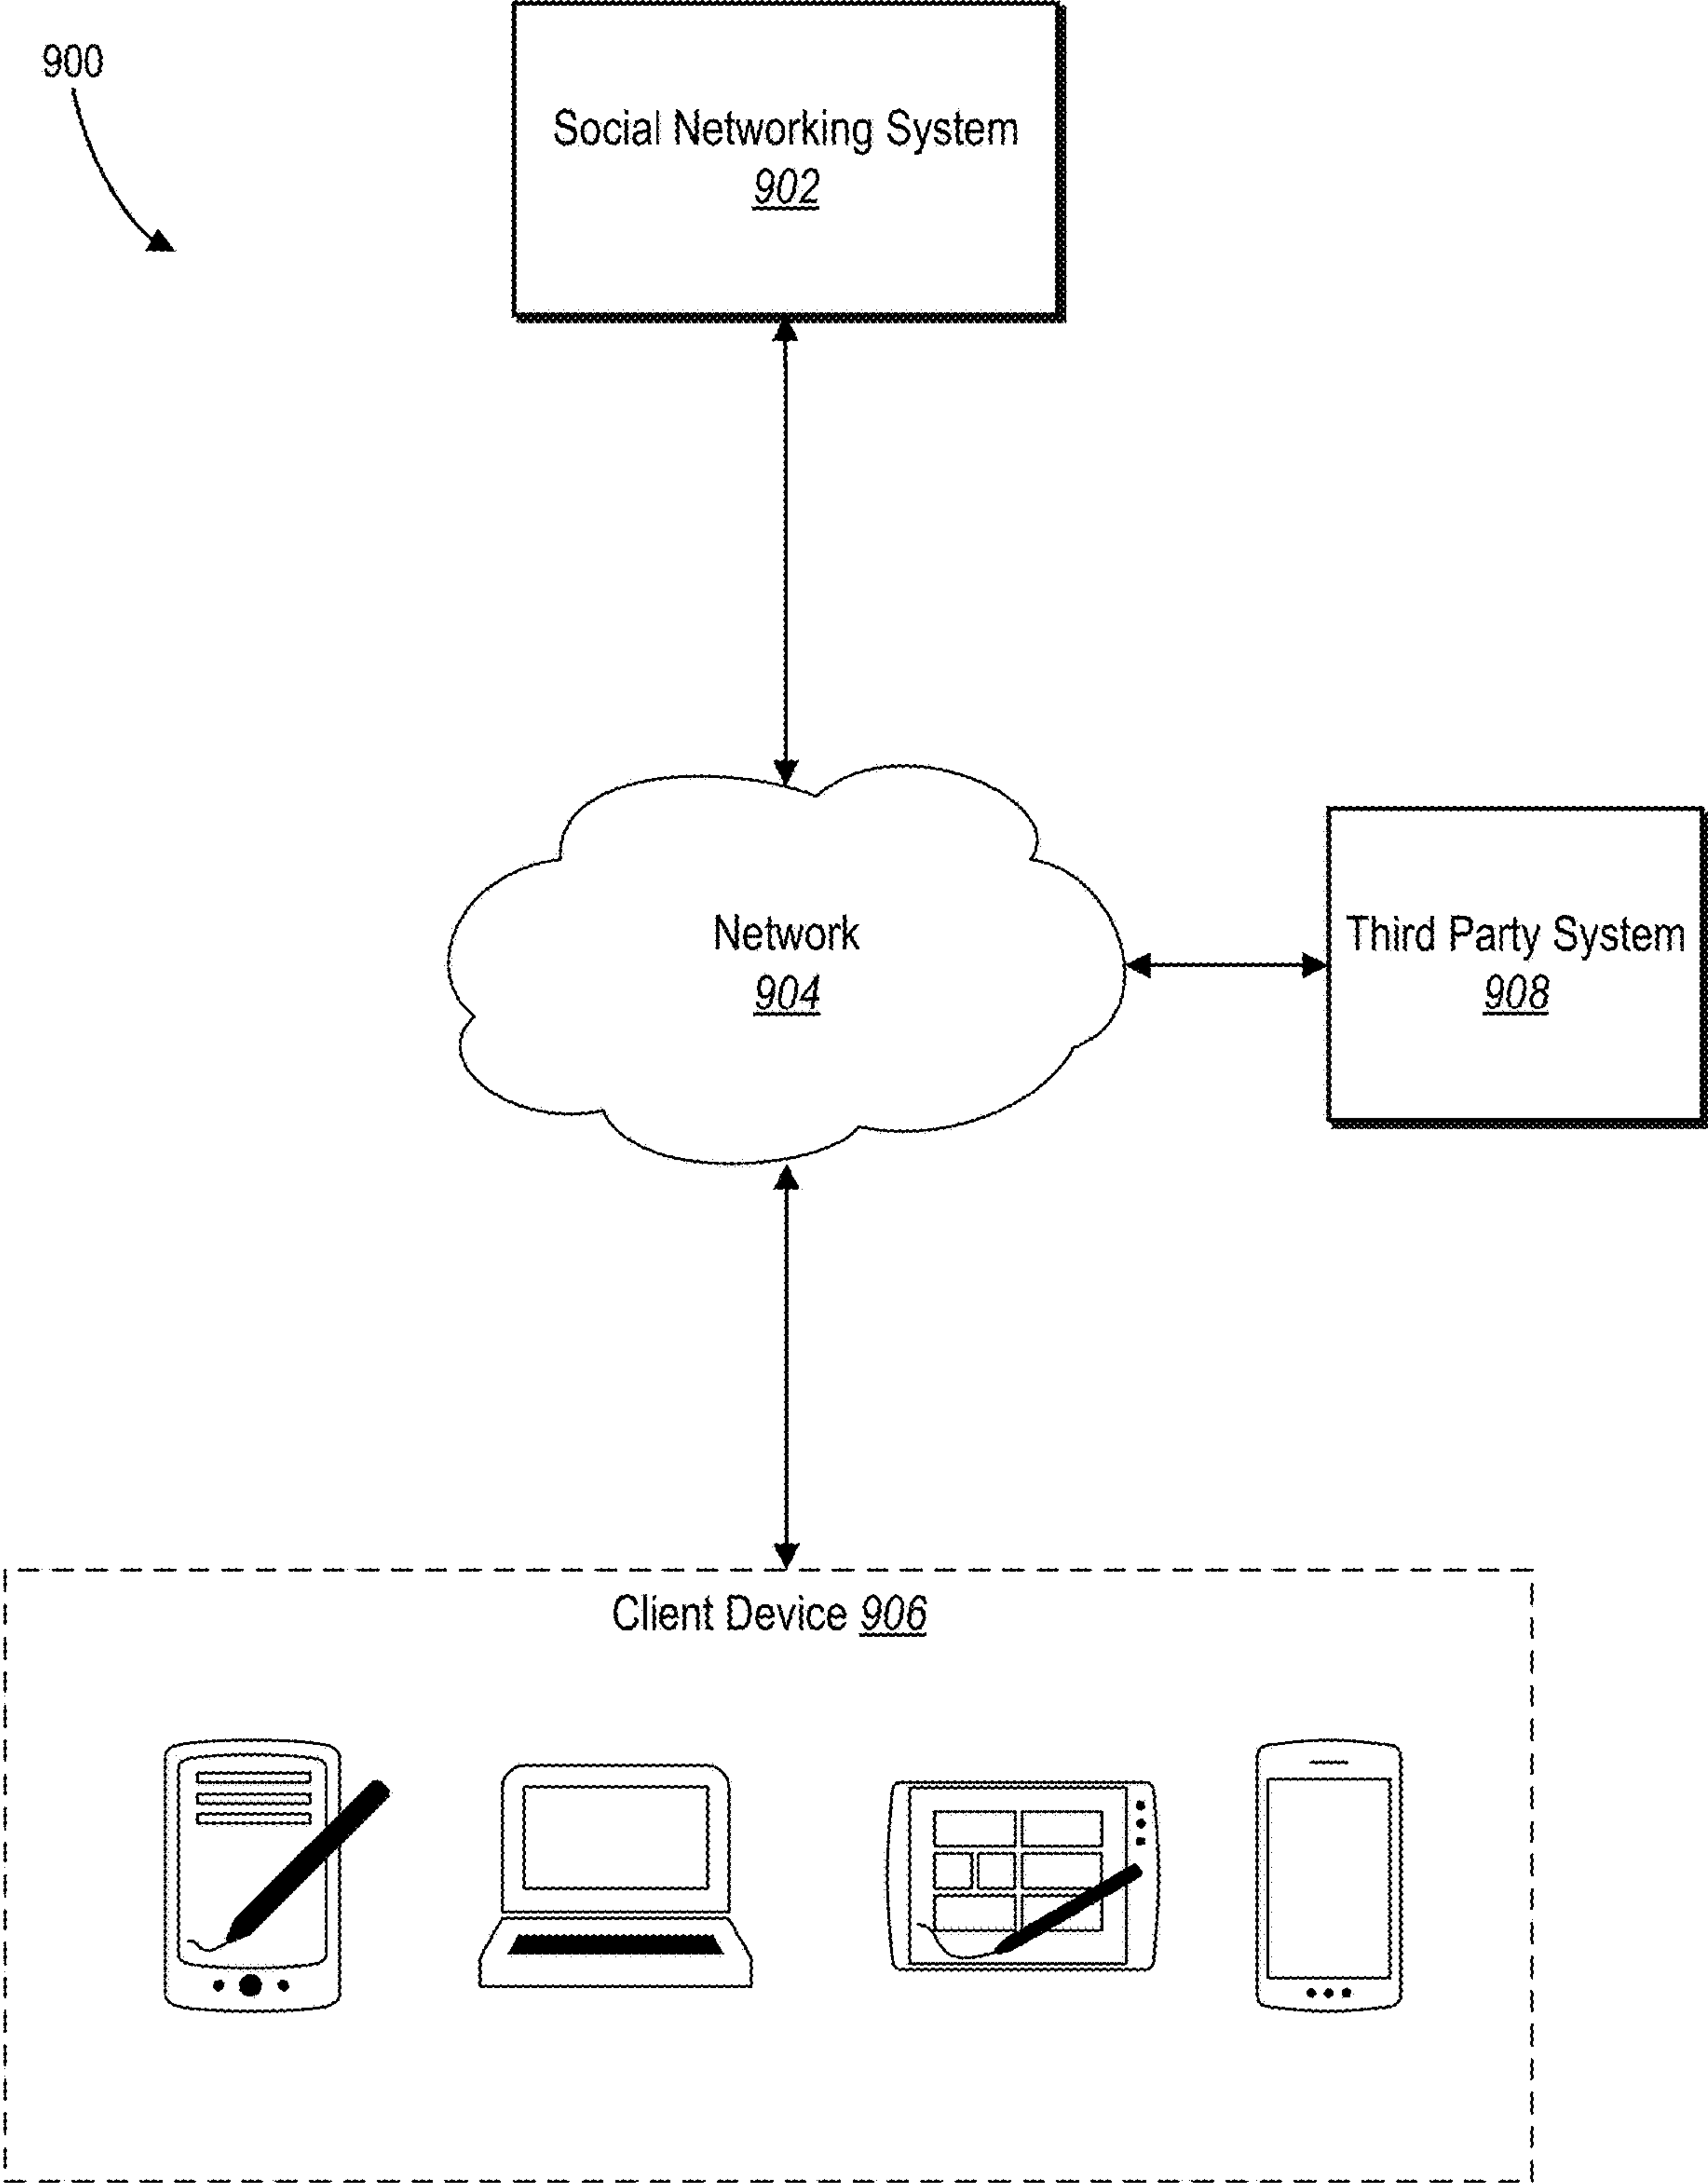 900
Social Networking System
902
Network
904
Third Party System
908
Client Device 906